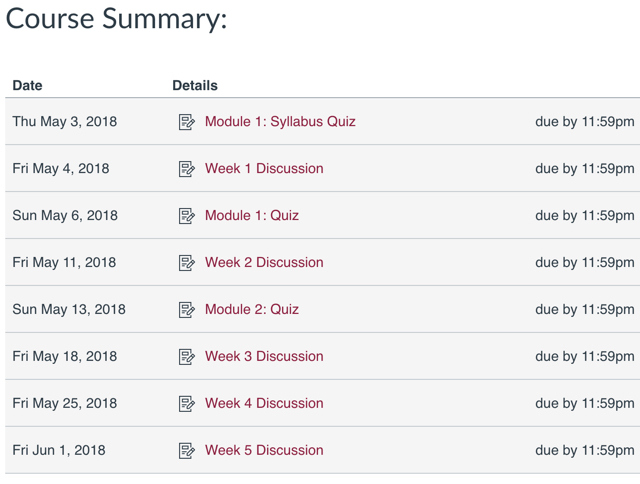 Course Summary:
Date Details
Thu May 3, 2018 Module 1: Syllabus Quiz due by 11:59pm
Fri May 4, 2018 Week 1 Discussion due by 11:59pm
Sun May 6, 2018 Module 1: Quiz due by 11:59pm
Fri May 11, 2018 Week 2 Discussion due by 11:59pm
Sun May 13, 2018 Module 2: Quiz due by 11:59pm
Fri May 18, 2018 Week 3 Discussion due by 11:59pm
Fri May 25, 2018 Week 4 Discussion due by 11:59pm
Fri Jun 1, 2018 Week 5 Discussion due by 11:59pm